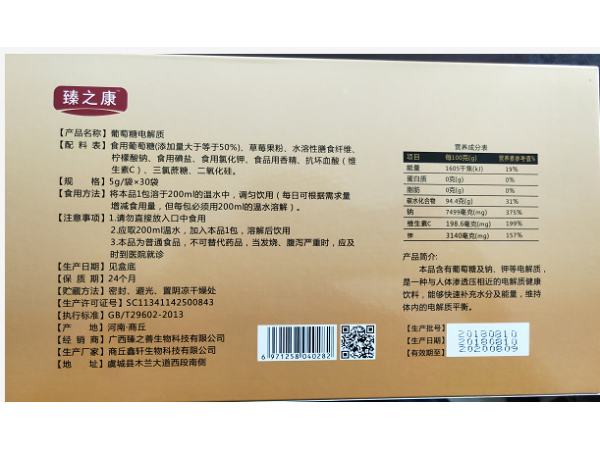 臻之康
【产品名称】葡萄糖电解质
【配 料 表】食用葡萄糖(添加量大于等于50%)、草莓果粉、水溶性膳食纤维、
柠檬酸钠、食用碘盐、食用氯化钾、食品用香精、抗坏血酸（维
生素C）、三氯蔗糖、二氧化硅。
【规 格】5g/袋×30袋
【食用方法】将本品1包溶于200ml的温水中，调匀饮用（每日可根据需求量
增减食用量，但每包必须用200ml的温水溶解）。
【注意事项】1.请勿直接放入口中食用
2.应取200ml温水，加入本品1包，溶解后饮用
3.本品为普通食品，不可替代药品，当发烧、腹泻严重时，应及
时到医院就诊
【生产日期】见盒底
【保 质 期】24个月
【贮藏方法】密封、避光、置阴凉干燥处
【生产许可证号】SC11341142500843
【执行标准】GB/T29602-2013
【产 地】河南·商丘
【经 销 商】广西臻之善生物科技有限公司
【生产厂家】商丘鑫轩生物科技有限公司
【地 址】虞城县木兰大道西段南侧
6 971258 040282
营养成分表
项目 每100克(g) 营养素参考值%
能量 1605千焦(kJ) 19%
蛋白质 0克(g) 0%
脂肪 0克(g) 0%
碳水化合物 94.4克(g) 31%
钠 7499毫克(mg) 375%
维生素C 198.6毫克(mg) 199%
钾 3140毫克(mg) 157%
产品简介:
本品含有葡萄糖及钠、钾等电解质，
是一种与人体渗透压相近的电解质健康
饮料，能够快速补充水分及能量，维持
体内的电解质平衡。
【生产批号】20180810
【生产日期】20180810
【有效期至】20200809